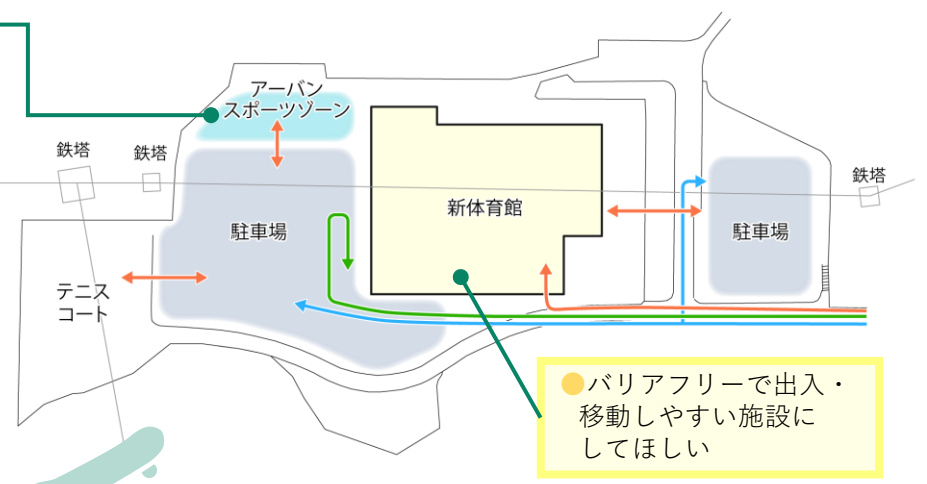 アーバン
スポーツゾーン
鉄塔
鉄塔
鉄塔
新体育館
駐車場
駐車場
テニス
コート
●バリアフリーで出入・
移動しやすい施設に
してほしい